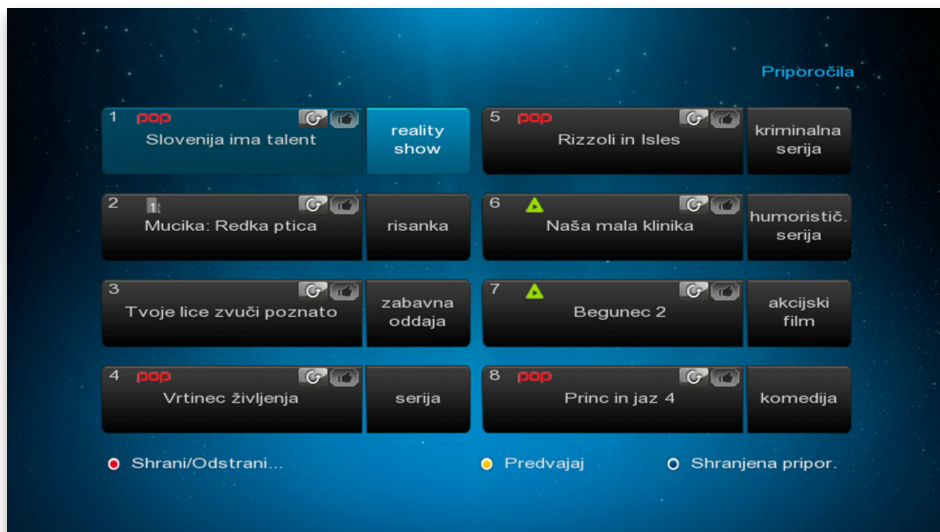 Priporočila
1 pop
Slovenija ima talent
reality
show
2 1
Mucika: Redka ptica
risanka
3
Tvoje lice zvuči poznato
zabavna
oddaja
4 pop
Vrtinec življenja
serija
5 pop
Rizzoli in Isles
kriminalna
serija
6
Naša mala klinika
humoristič.
serija
7
Begunec 2
akcijski
film
8 pop
Princ in jaz 4
komedija
Shrani/Odstrani...
Predvajaj
Shranjena pripor.